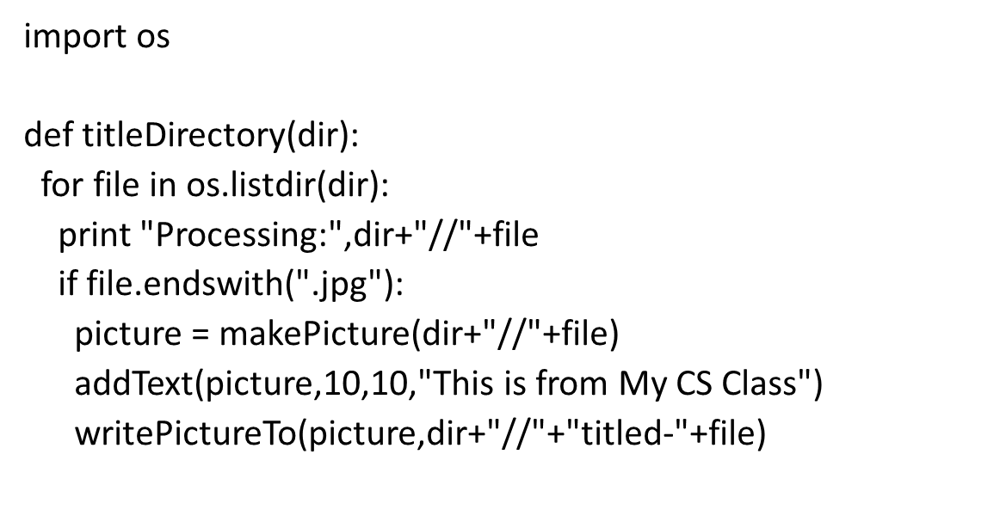 import os
def titleDirectory(dir):
for file in os.listdir(dir):
print "Processing:",dir+"//"+file
if file.endswith(".jpg"):
picture = makePicture(dir+"//"+file)
addText(picture,10,10,"This is from My CS Class")
writePictureTo(picture,dir+"//"+"titled-"+file)